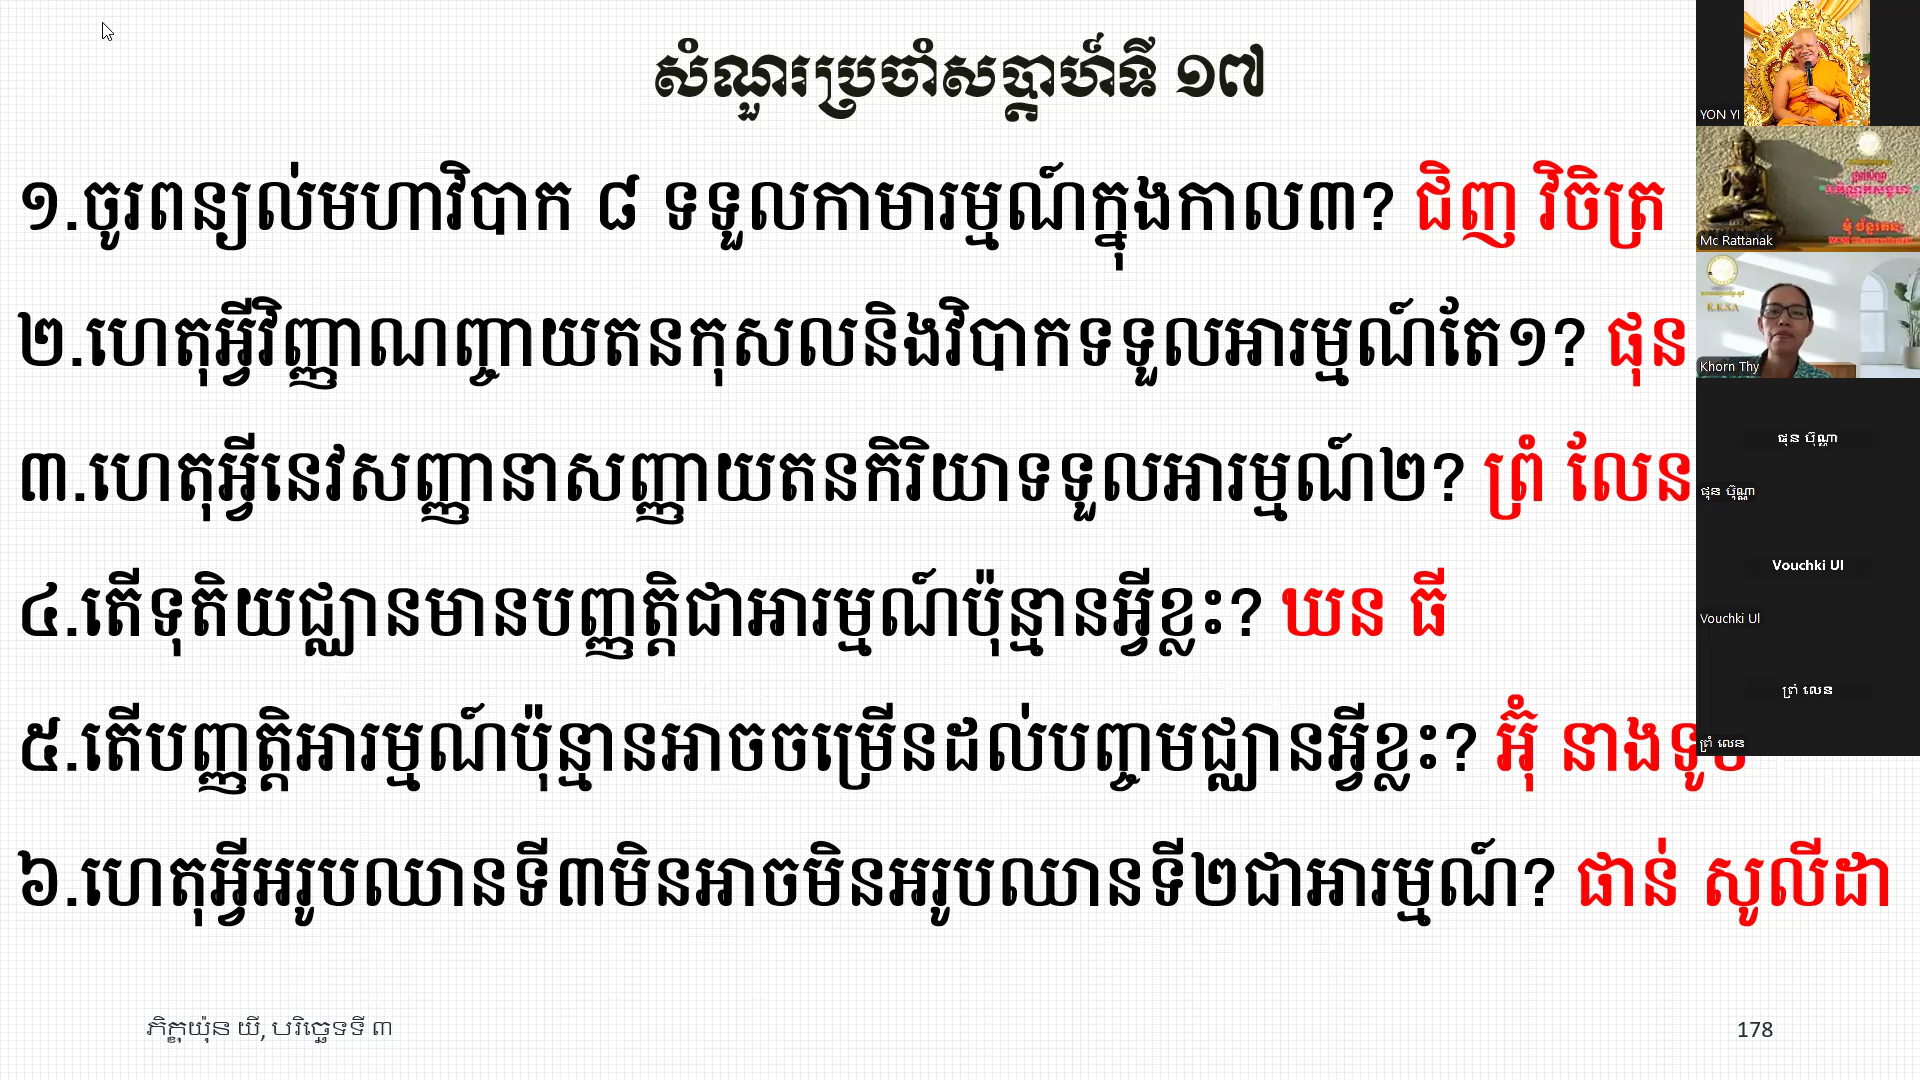 សំណួរប្រចាំសប្តាហ៍ទី ១៧
១.ចូរពន្យល់មហាវិបាក ៨ ទទួលកាមារម្មណ៍ក្នុងកាល៣? ជិញ វិចិត្រ
២.ហេតុអ្វីវិញ្ញាណញ្ចាយតនកុសលនិងវិបាកទទួលអារម្មណ៍តែ១? ផុន
៣.ហេតុអ្វីនេវសញ្ញានាសញ្ញាយតនកិរិយាទទួលអារម្មណ៍២? ព្រំ លែន
៤.តើទុតិយជ្ឈានមានបញ្ញត្តិជាអារម្មណ៍ប៉ុន្មានអ្វីខ្លះ? ឃន ធី
៥.តើបញ្ញត្តិអារម្មណ៍ប៉ុន្មានអាចចម្រើនដល់បញ្ចមជ្ឈានអ្វីខ្លះ? អ៊ុំ នាង
៦.ហេតុអ្វីអរូបឈានទី៣មិនអាចមិនអរូបឈានទី២ជាអារម្មណ៍? ផាន់ សូលីដា
ភិក្ខុយ៉ុន យី, បរិច្ឆេទទី ៣
178
YON YI
Mc Rattanak
K.K.S.A
Khorn Thy
ផុន ប៊ុណ្ណា
ផុន ប៊ុណ្ណា
Vouchki Ul
Vouchki Ul
ព្រំ លេន
ព្រំ លេន